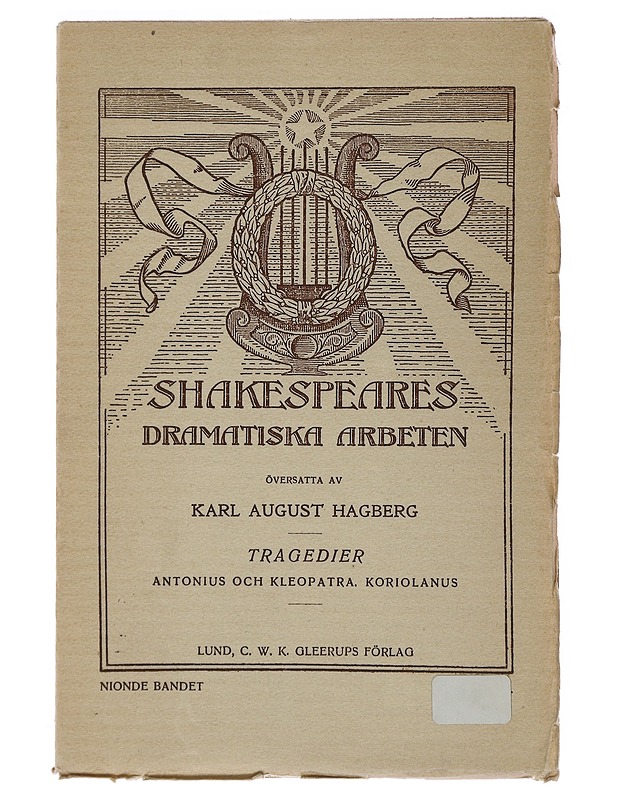 SHAKESPEARES
DRAMATISKA ARBETEN
ÖVERSATTA AV
KARL AUGUST HAGBERG
TRAGEDIER
ANTONIUS OCH KLEOPATRA. KORIOLANUS
LUND, C. W. K. GLEERUPS FÖRLAG
NIONDE BANDET